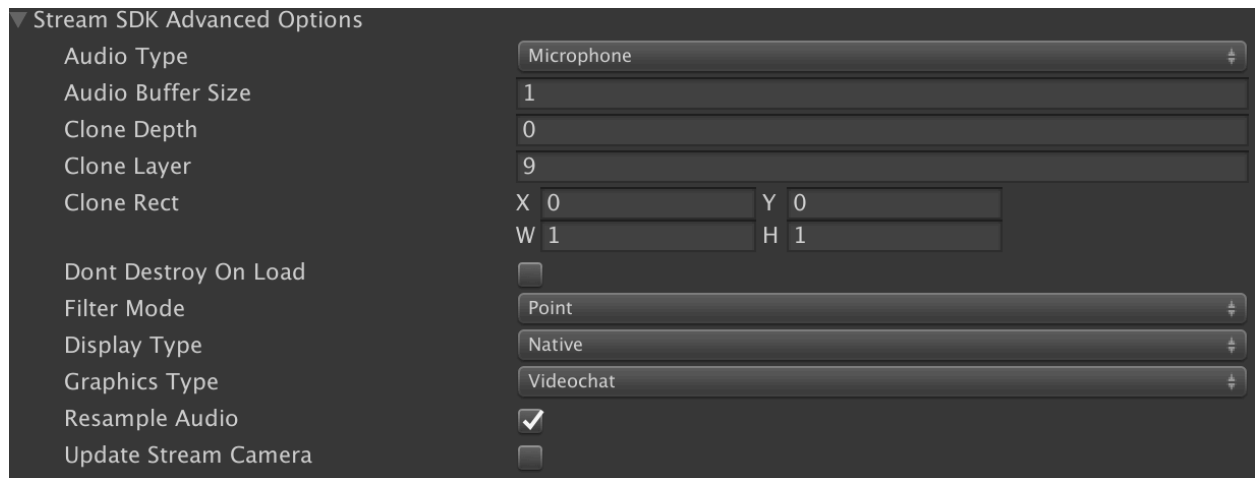 Stream SDK Advanced Options
Audio Type Microphone
Audio Buffer Size 1
Clone Depth 0
Clone Layer 9
Clone Rect X 0 Y 0
W 1 H 1
Dont Destroy On Load
Filter Mode Point
Display Type Native
Graphics Type Videochat
Resample Audio
Update Stream Camera